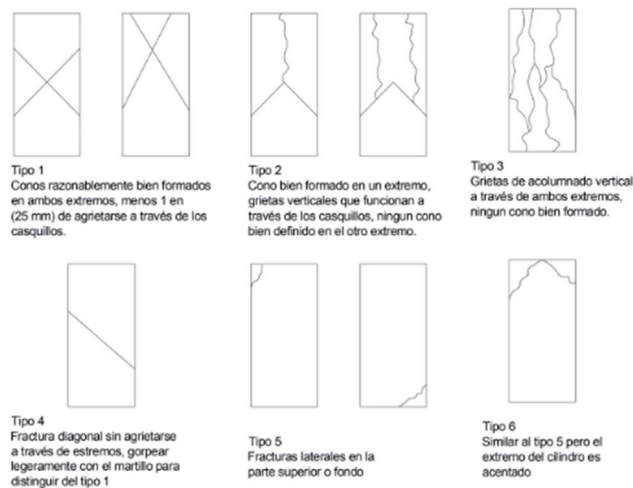 Tipo 1
Conos razonablemente bien formados
en ambos extremos, menos 1 en
(25 mm) de agrietarse a través de los
casquillos.
Tipo 2
Cono bien formado en un extremo,
grietas verticales que funcionan a
través de los casquillos, ningun cono
bien definido en el otro extremo.
Tipo 3
Grietas de acolumnado vertical
a través de ambos extremos,
ningun cono bien formado.
Tipo 4
Fractura diagonal sin agrietarse
a través de estremos, gorpear
legeramente con el martillo para
distinguir del tipo 1
Tipo 5
Fracturas laterales en la
parte superior o fondo
Tipo 6
Similar al tipo 5 pero el
extremo del cilindro es
acentado